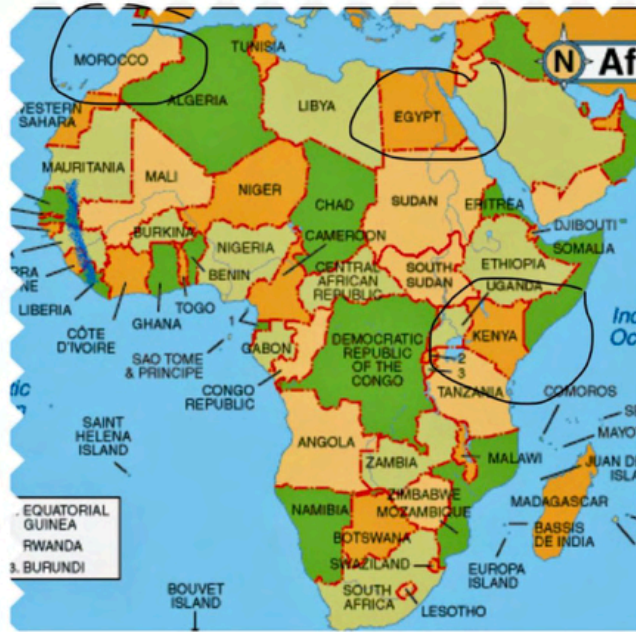 MOROCCO
TUNISIA
N
Af
ALGERIA
LIBYA
EGYPT
WESTERN
SAHARA
MAURITANIA
MALI
NIGER
CHAD
SUDAN
ERITREA
DJIBOUTI
SOMALIA
BURKINA
NIGERIA
CAMEROON
BENIN
CENTRAL
AFRICAN
REPUBLIC
SOUTH
SUDAN
ETHIOPIA
UGANDA
LIBERIA
TOGO
GHANA
CÔTE
D'IVOIRE
1
SAO TOME
& PRINCIPE
GABON
CONGO
REPUBLIC
DEMOCRATIC
REPUBLIC
OF THE
CONGO
KENYA
2
3
TANZANIA
COMOROS
SAINT
HELENA
ISLAND
ANGOLA
ZAMBIA
MALAWI
MADAGASCAR
ZIMBABWE
MOZAMBIQUE
NAMIBIA
BOTSWANA
BASSIS
DE INDIA
EUROPA
ISLAND
SWAZILAND
SOUTH
AFRICA
LESOTHO
BOUVET
ISLAND
EQUATORIAL
GUINEA
RWANDA
3. BURUNDI